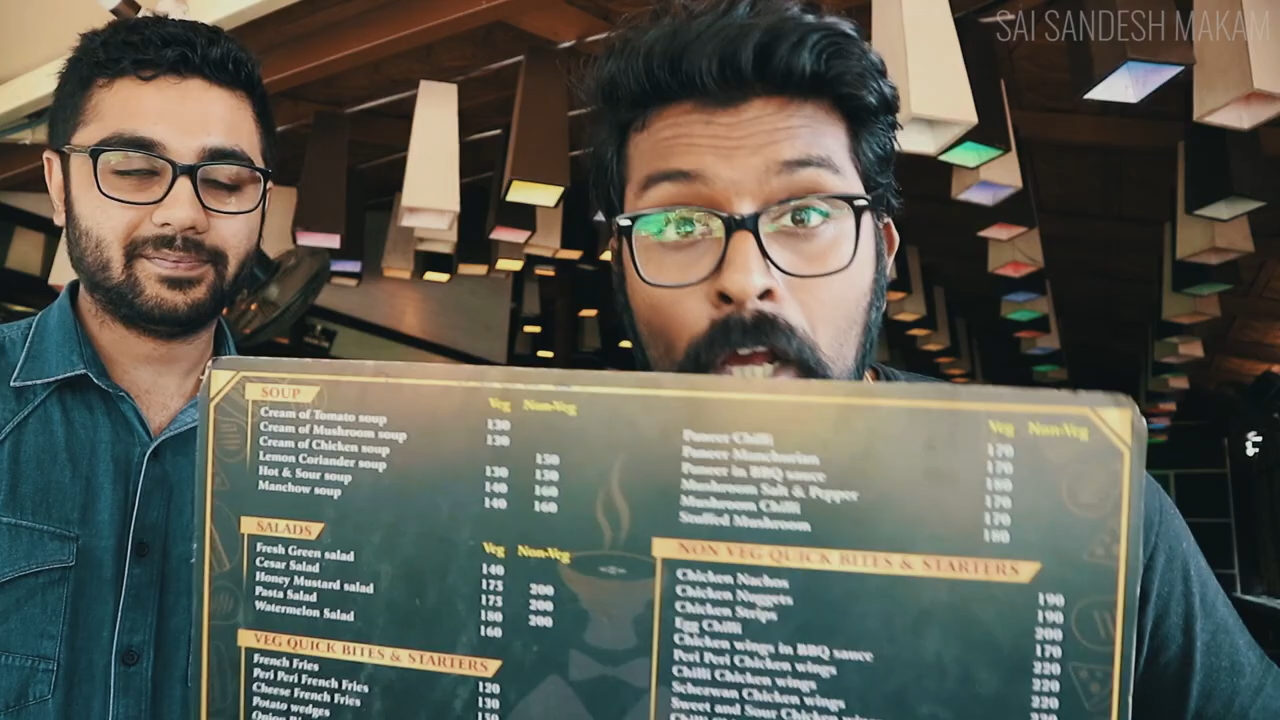 SAI SANDESH MAKAM
SOUP
Veg Non-Veg
Cream of Tomato soup 130
Cream of Mushroom soup 130
Cream of Chicken soup 150
Lemon Coriander soup 130 150
Hot & Sour soup 140 160
Manchow soup 140 160
SALADS
Veg Non-Veg
Fresh Green salad 140
Cesar Salad 175 200
Honey Mustard salad 175 200
Pasta Salad 180 200
Watermelon Salad 160
VEG QUICK BITES & STARTERS
French Fries 120
Peri Peri French Fries 130
Cheese French Fries 150
Potato wedges
Veg Non-Veg
Paneer Chilli 170
Paneer Manchurian 170
Paneer in BBQ sauce 180
Mushroom Salt & Pepper 170
Mushroom Chilli 170
Stuffed Mushroom 180
NON VEG QUICK BITES & STARTERS
Chicken Nachos 190
Chicken Nuggets 190
Chicken Strips 200
Egg Chilli 170
Chicken wings in BBQ sauce 220
Peri Peri Chicken wings 220
Chilli Chicken wings 220
Schezwan Chicken wings
Sweet and Sour Chicken